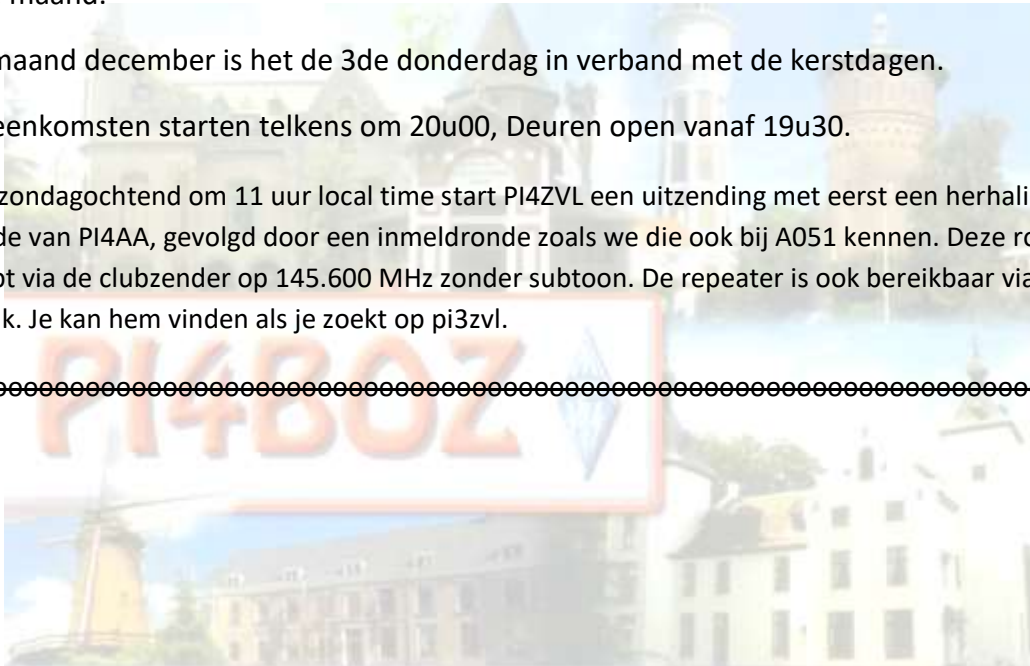 maand.
maand december is het de 3de donderdag in verband met de kerstdagen.
eenkomsten starten telkens om 20u00, Deuren open vanaf 19u30.
zondagochtend om 11 uur local time start PI4ZVL een uitzending met eerst een herhali
de van PI4AA, gevolgd door een inmeldronde zoals we die ook bij A051 kennen. Deze ro
pt via de clubzender op 145.600 MHz zonder subtoon. De repeater is ook bereikbaar via
k. Je kan hem vinden als je zoekt op pi3zvl.
PI4BOZ